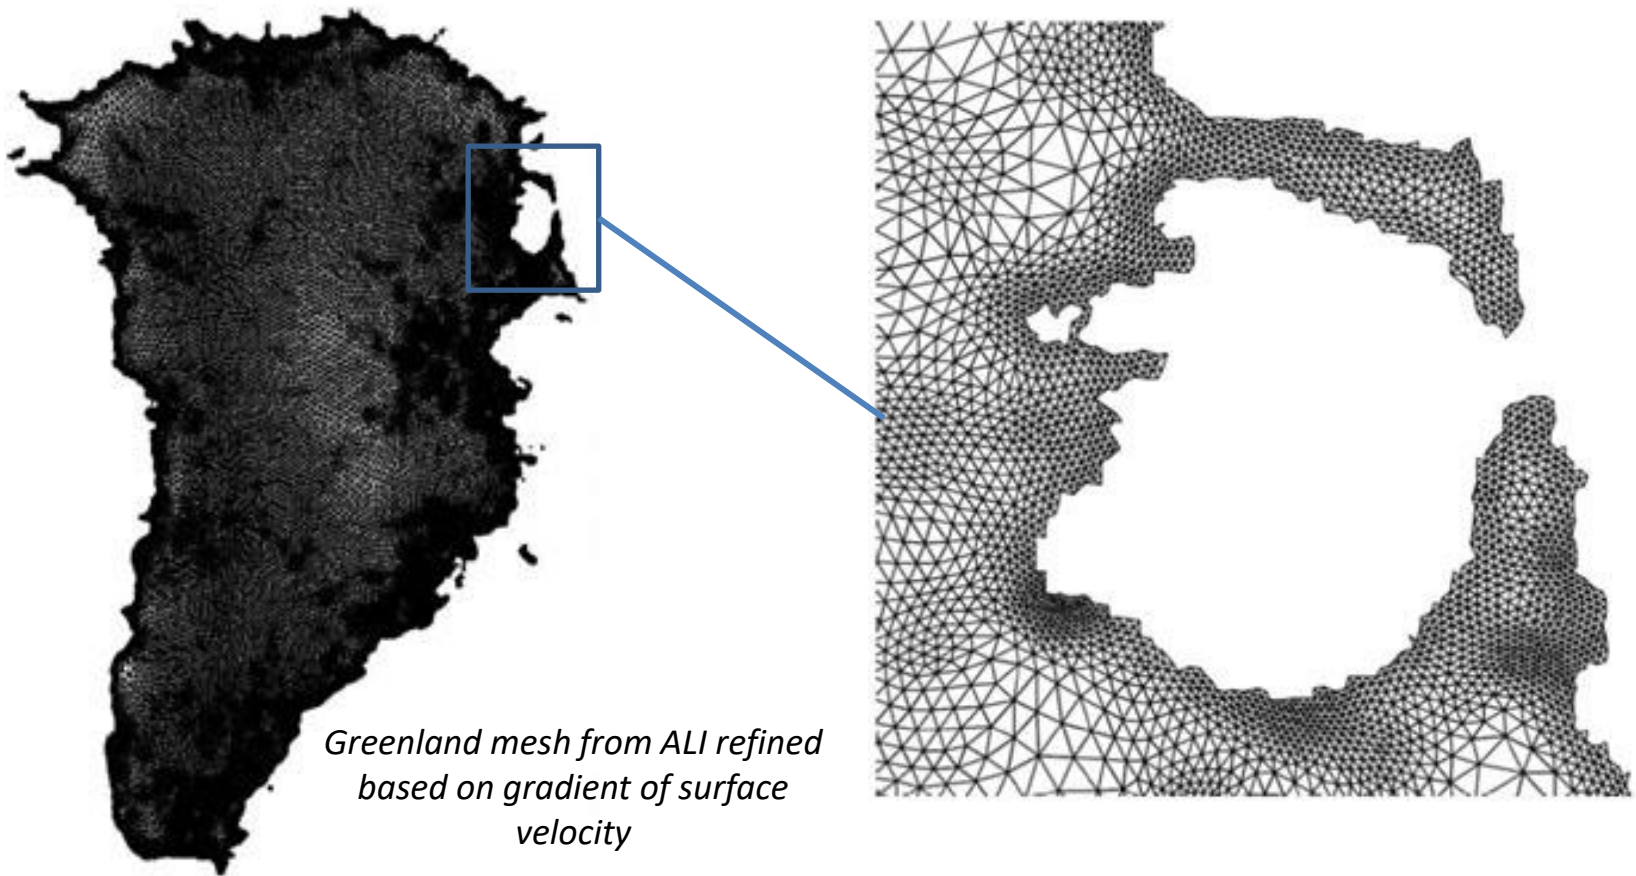 Greenland mesh from ALI refined
based on gradient of surface
velocity